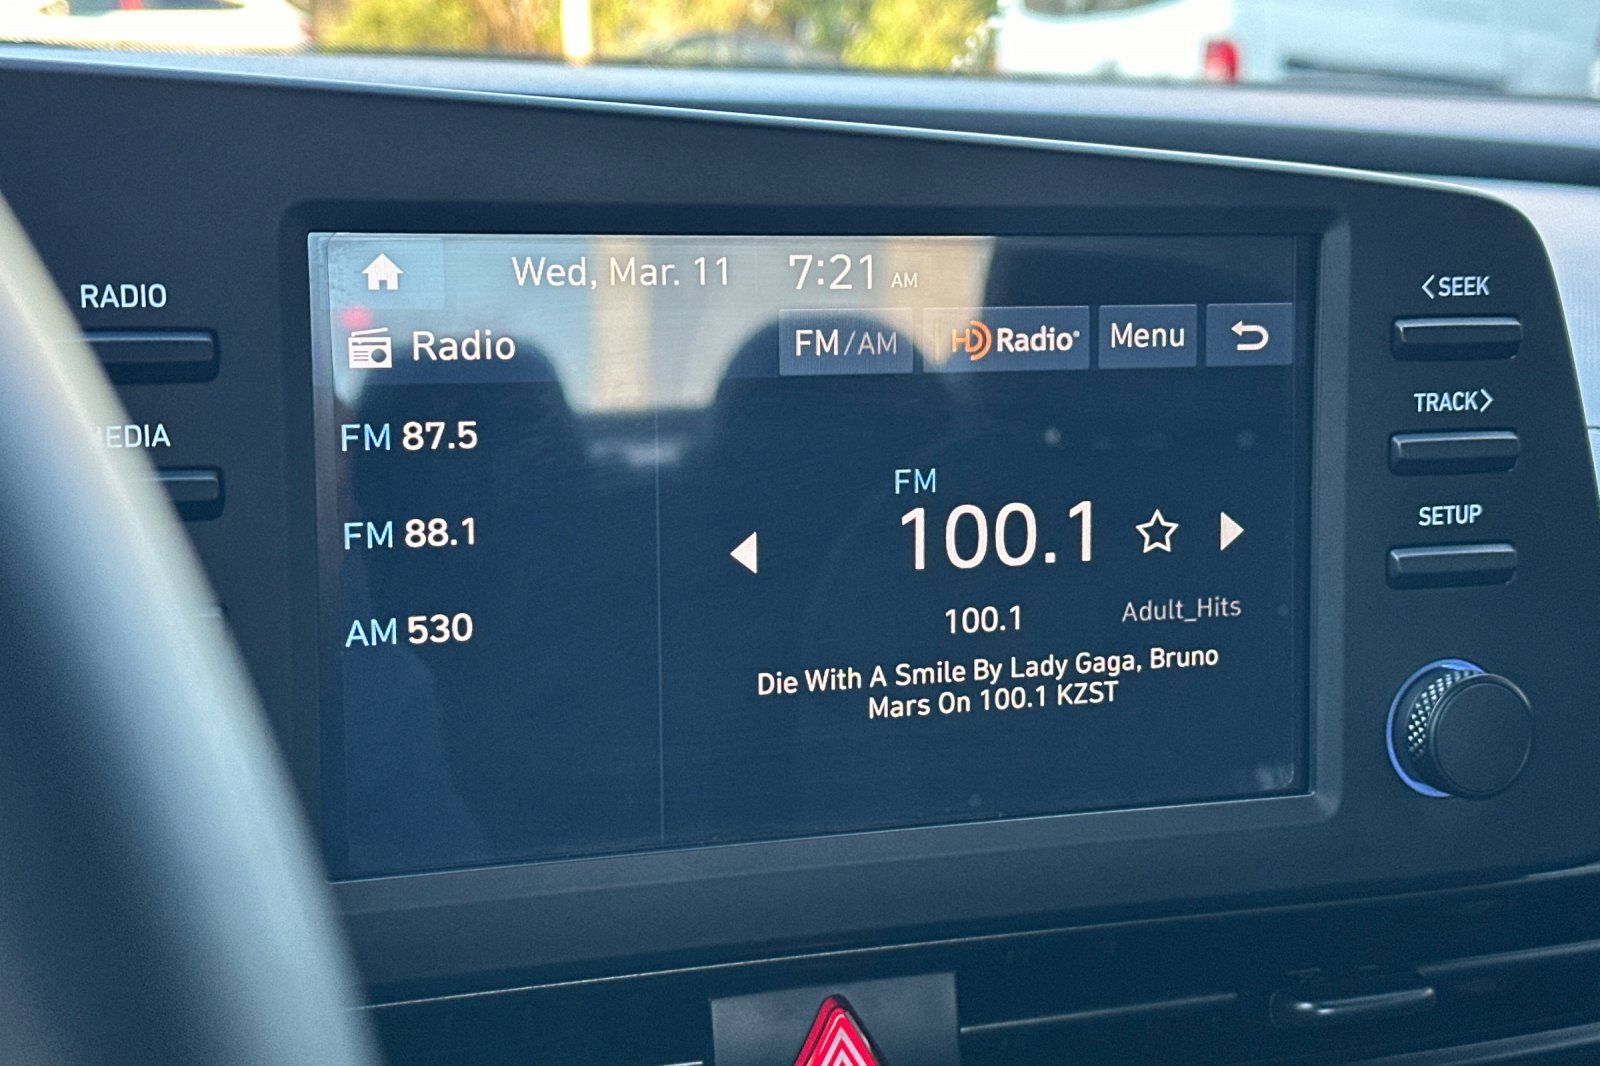 Wed, Mar. 11 7:21 AM
RADIO
<SEEK
Radio
FM/AM
HD Radio
Menu
TRACK>
EDIA
FM 87.5
FM 88.1
AM 530
FM
100.1
100.1
Adult_Hits
Die With A Smile By Lady Gaga, Bruno
Mars On 100.1 KZST
SETUP